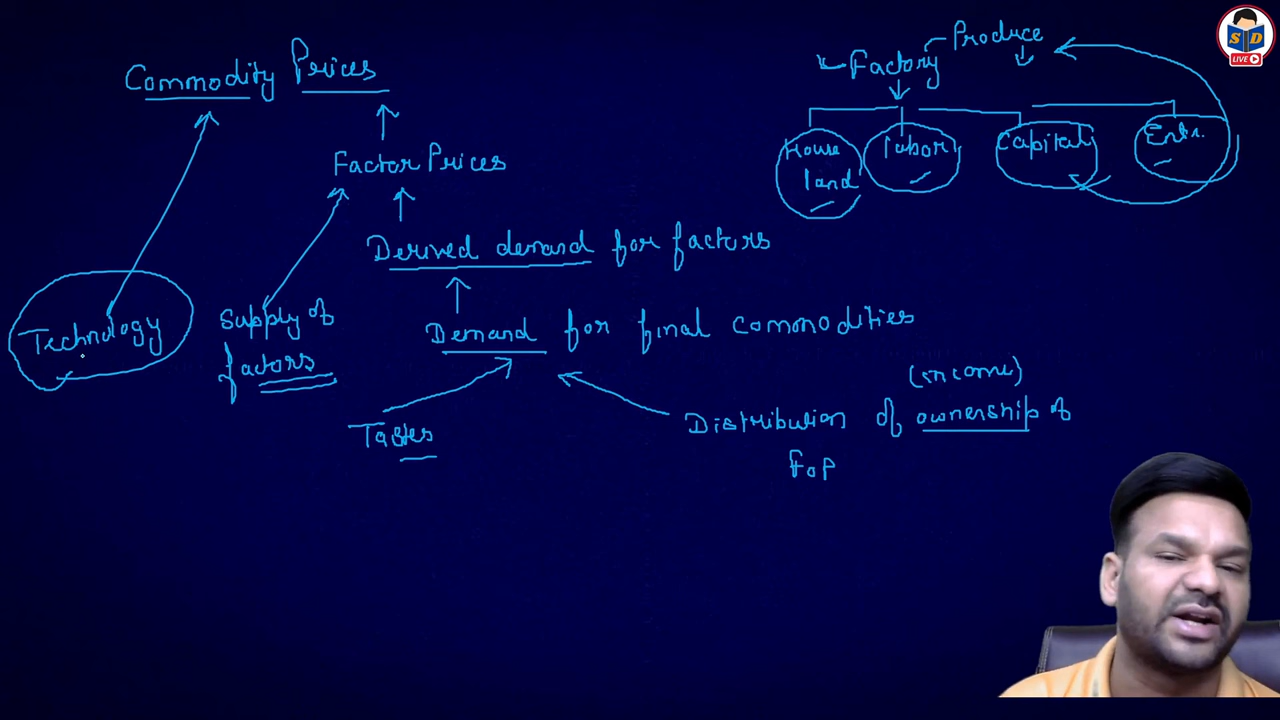 Commodity Prices
Factor Prices
Derived demand for factors
Technology
Supply of
factors
Demand for final commodities
Tastes
(income)
Distribution of ownership of
FoP
Produce
Factory
House
land
labor
Capital
Entr.
S D
LIVE